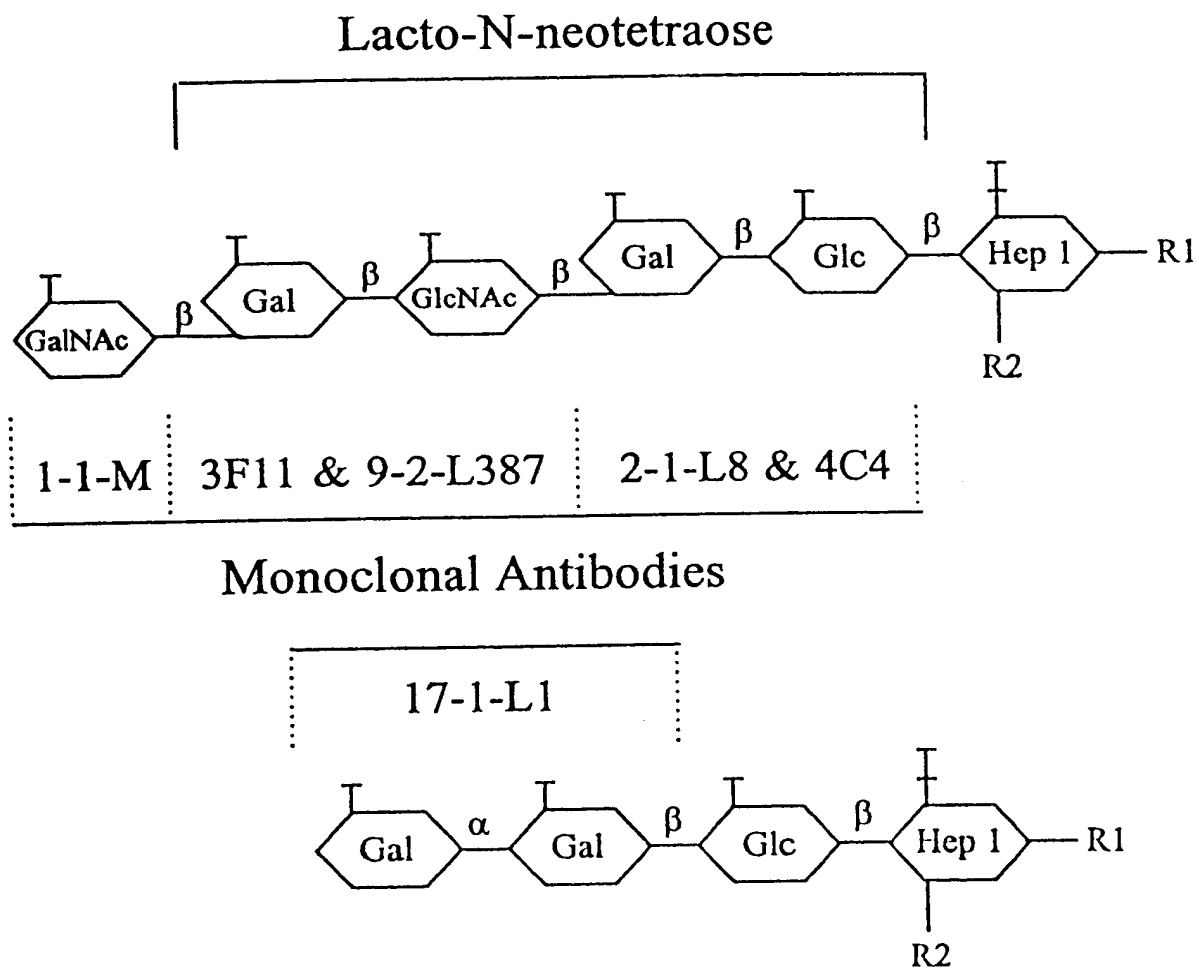 Lacto-N-neotetraose
GalNAc β Gal β GlcNAc β Gal β Glc β Hep 1 R1
R2
1-1-M 3F11 & 9-2-L387 2-1-L8 & 4C4
Monoclonal Antibodies
17-1-L1
Gal α Gal β Glc β Hep 1 R1
R2